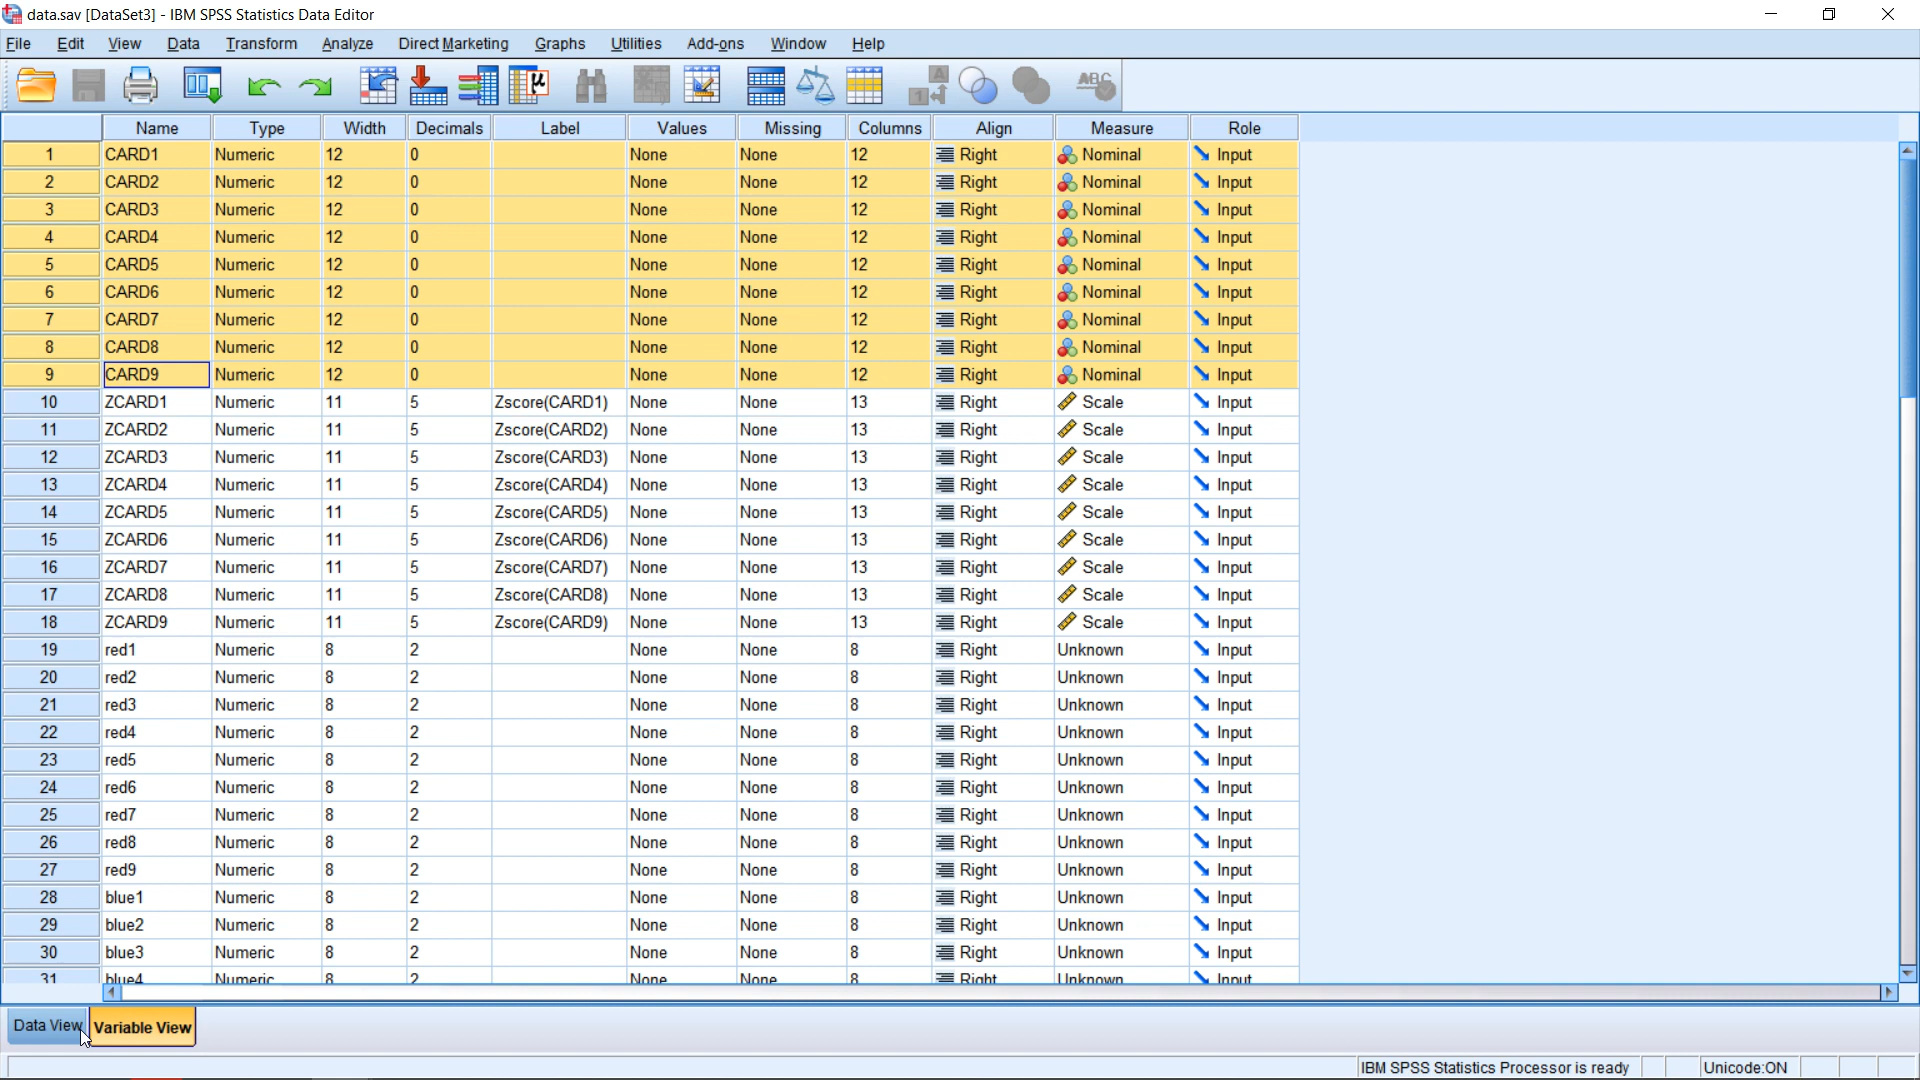 data.sav [DataSet3] - IBM SPSS Statistics Data Editor
File Edit View Data Transform Analyze Direct Marketing Graphs Utilities Add-ons Window Help
Name Type Width Decimals Label Values Missing Columns Align Measure Role
1 CARD1 Numeric 12 0 None None 12 Right Nominal Input
2 CARD2 Numeric 12 0 None None 12 Right Nominal Input
3 CARD3 Numeric 12 0 None None 12 Right Nominal Input
4 CARD4 Numeric 12 0 None None 12 Right Nominal Input
5 CARD5 Numeric 12 0 None None 12 Right Nominal Input
6 CARD6 Numeric 12 0 None None 12 Right Nominal Input
7 CARD7 Numeric 12 0 None None 12 Right Nominal Input
8 CARD8 Numeric 12 0 None None 12 Right Nominal Input
9 CARD9 Numeric 12 0 None None 12 Right Nominal Input
10 ZCARD1 Numeric 11 5 Zscore(CARD1) None None 13 Right Scale Input
11 ZCARD2 Numeric 11 5 Zscore(CARD2) None None 13 Right Scale Input
12 ZCARD3 Numeric 11 5 Zscore(CARD3) None None 13 Right Scale Input
13 ZCARD4 Numeric 11 5 Zscore(CARD4) None None 13 Right Scale Input
14 ZCARD5 Numeric 11 5 Zscore(CARD5) None None 13 Right Scale Input
15 ZCARD6 Numeric 11 5 Zscore(CARD6) None None 13 Right Scale Input
16 ZCARD7 Numeric 11 5 Zscore(CARD7) None None 13 Right Scale Input
17 ZCARD8 Numeric 11 5 Zscore(CARD8) None None 13 Right Scale Input
18 ZCARD9 Numeric 11 5 Zscore(CARD9) None None 13 Right Scale Input
19 red1 Numeric 8 2 None None 8 Right Unknown Input
20 red2 Numeric 8 2 None None 8 Right Unknown Input
21 red3 Numeric 8 2 None None 8 Right Unknown Input
22 red4 Numeric 8 2 None None 8 Right Unknown Input
23 red5 Numeric 8 2 None None 8 Right Unknown Input
24 red6 Numeric 8 2 None None 8 Right Unknown Input
25 red7 Numeric 8 2 None None 8 Right Unknown Input
26 red8 Numeric 8 2 None None 8 Right Unknown Input
27 red9 Numeric 8 2 None None 8 Right Unknown Input
28 blue1 Numeric 8 2 None None 8 Right Unknown Input
29 blue2 Numeric 8 2 None None 8 Right Unknown Input
30 blue3 Numeric 8 2 None None 8 Right Unknown Input
31 blue4 Numeric 8 2 None None 8 Right Unknown Input
Data View Variable View
IBM SPSS Statistics Processor is ready Unicode:ON